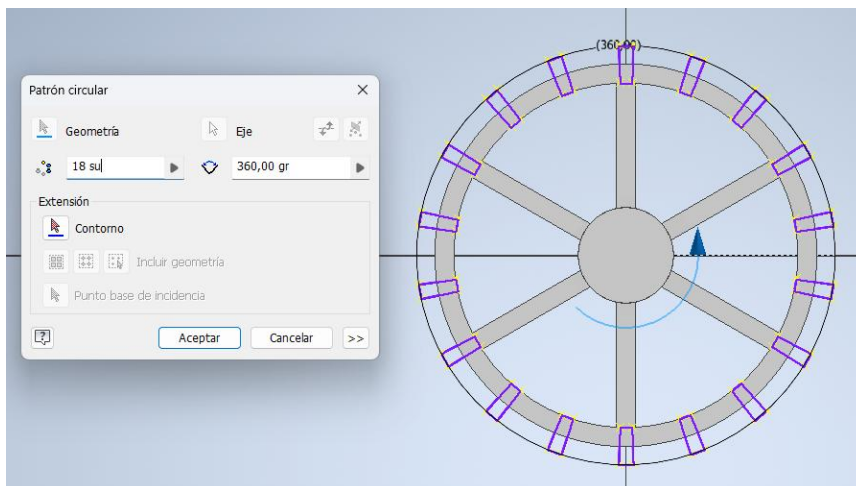 (360,00)
Patrón circular
Geometría
Eje
18 su
360,00 gr
Extensión
Contorno
Incluir geometría
Punto base de incidencia
?
Aceptar
Cancelar
>>